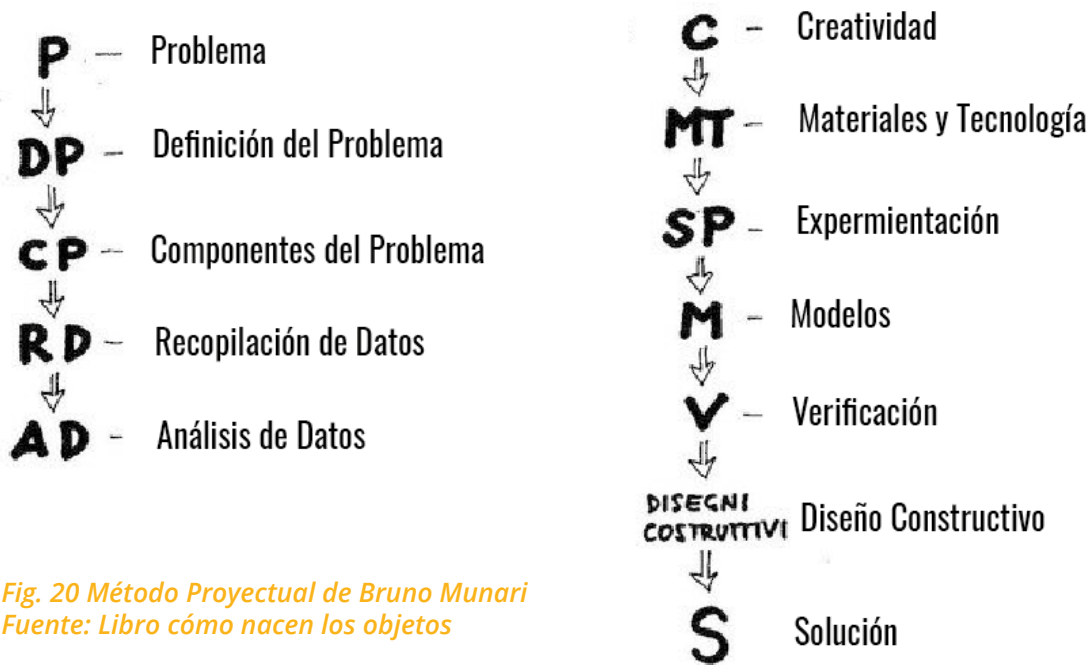 P – Problema
DP – Definición del Problema
CP – Componentes del Problema
RD – Recopilación de Datos
AD – Análisis de Datos
Fig. 20 Método Proyectual de Bruno Munari
Fuente: Libro cómo nacen los objetos
C – Creatividad
MT – Materiales y Tecnología
SP – Expermientación
M – Modelos
V – Verificación
DISEGNI
COSTRUTTIVI Diseño Constructivo
S Solución